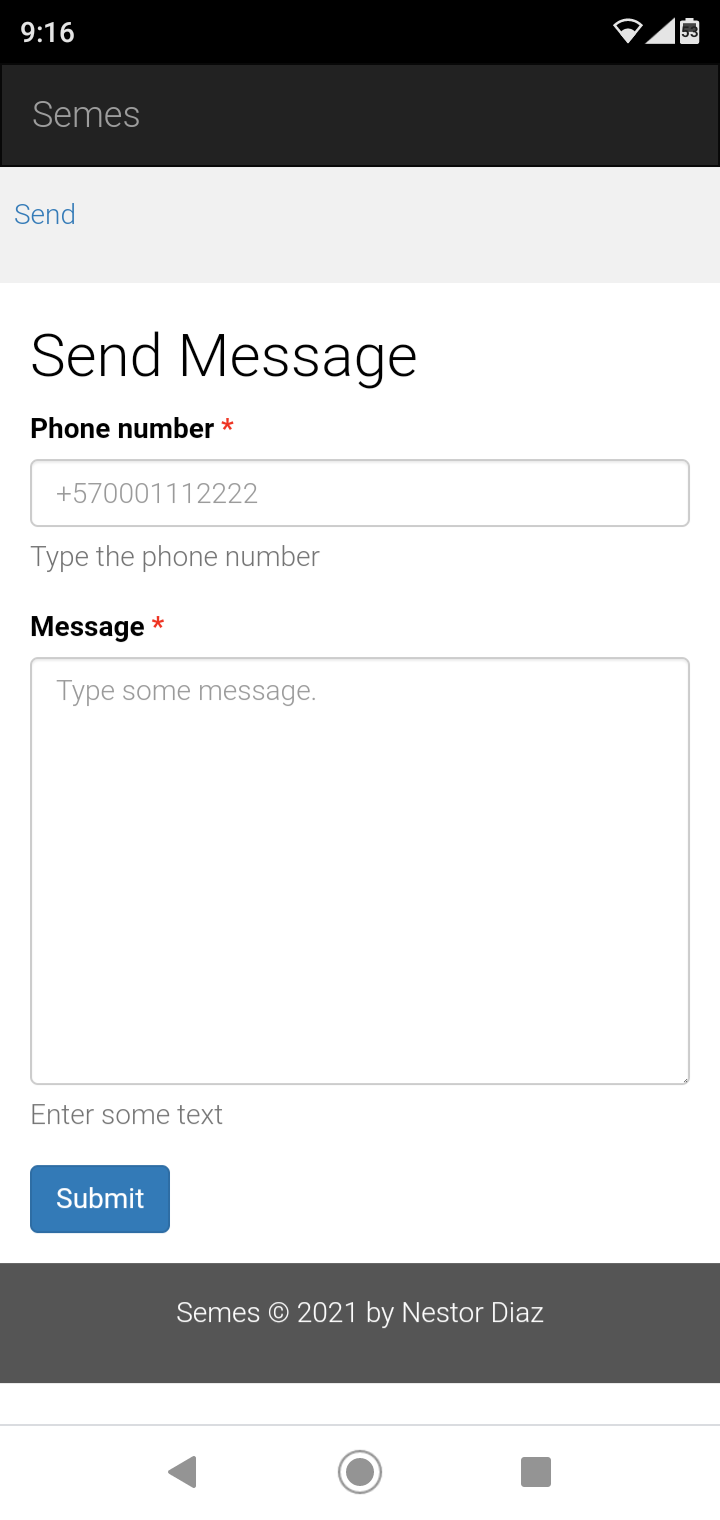 9:16
Semes
Send
Send Message
Phone number *
+570001112222
Type the phone number
Message *
Type some message.
Enter some text
Submit
Semes © 2021 by Nestor Diaz